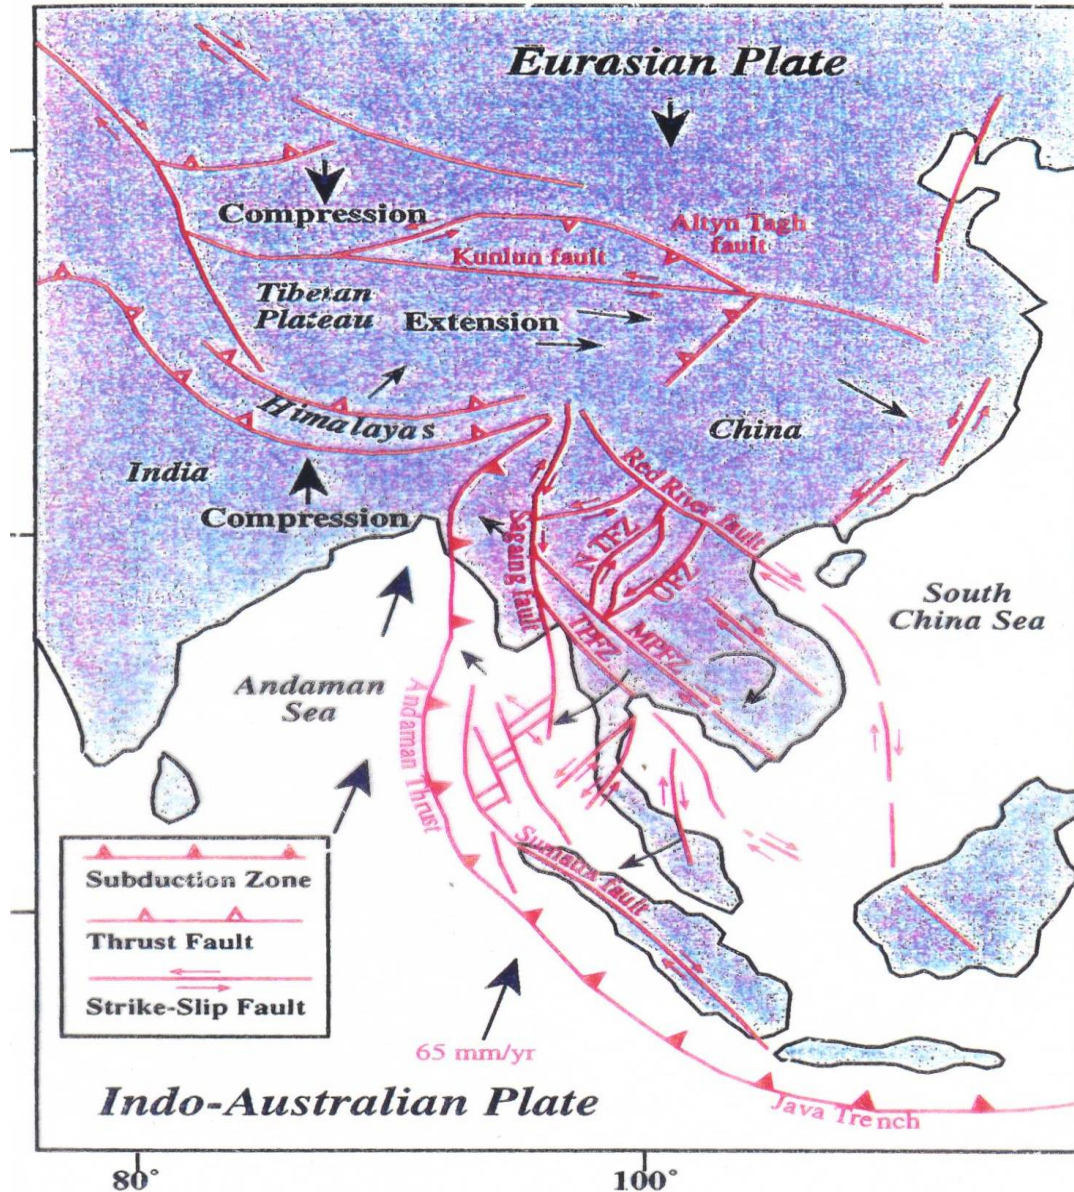 Eurasian Plate
Compression
Altyn Tagh
fault
Kunlun fault
Tibetan
Plateau
Extension
Himalayas
China
India
Compression
Red River fault
Sagaing fault
N
TFZ
UFZ
TPFZ
MPFZ
South
China Sea
Andaman
Sea
Andaman Thrust
Sumatra fault
Subduction Zone
Thrust Fault
Strike-Slip Fault
65 mm/yr
Indo-Australian Plate
Java Trench
80°
100°